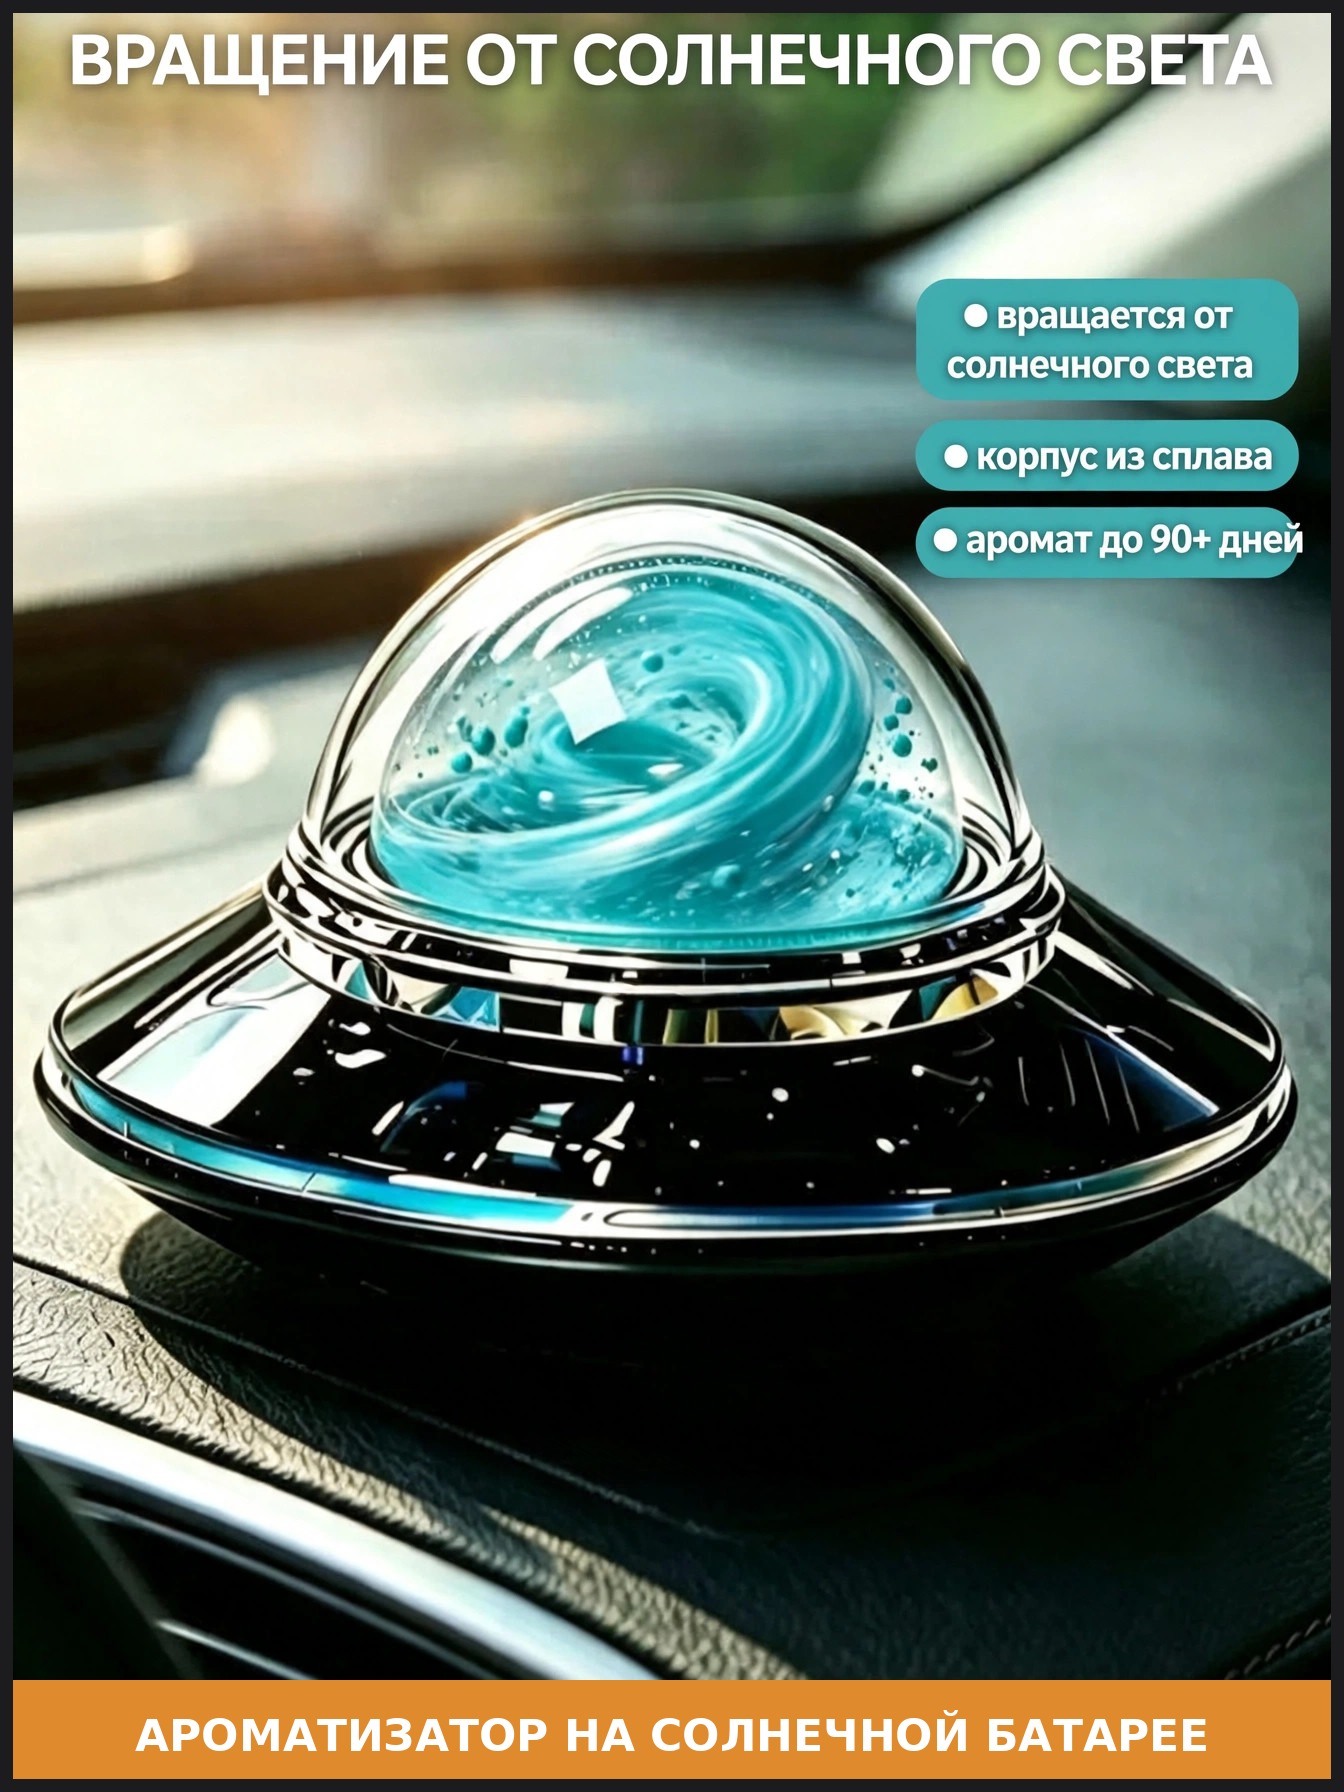 ВРАЩЕНИЕ ОТ СОЛНЕЧНОГО СВЕТА
● вращается от
солнечного света
● корпус из сплава
● аромат до 90+ дней
АРОМАТИЗАТОР НА СОЛНЕЧНОЙ БАТАРЕЕ